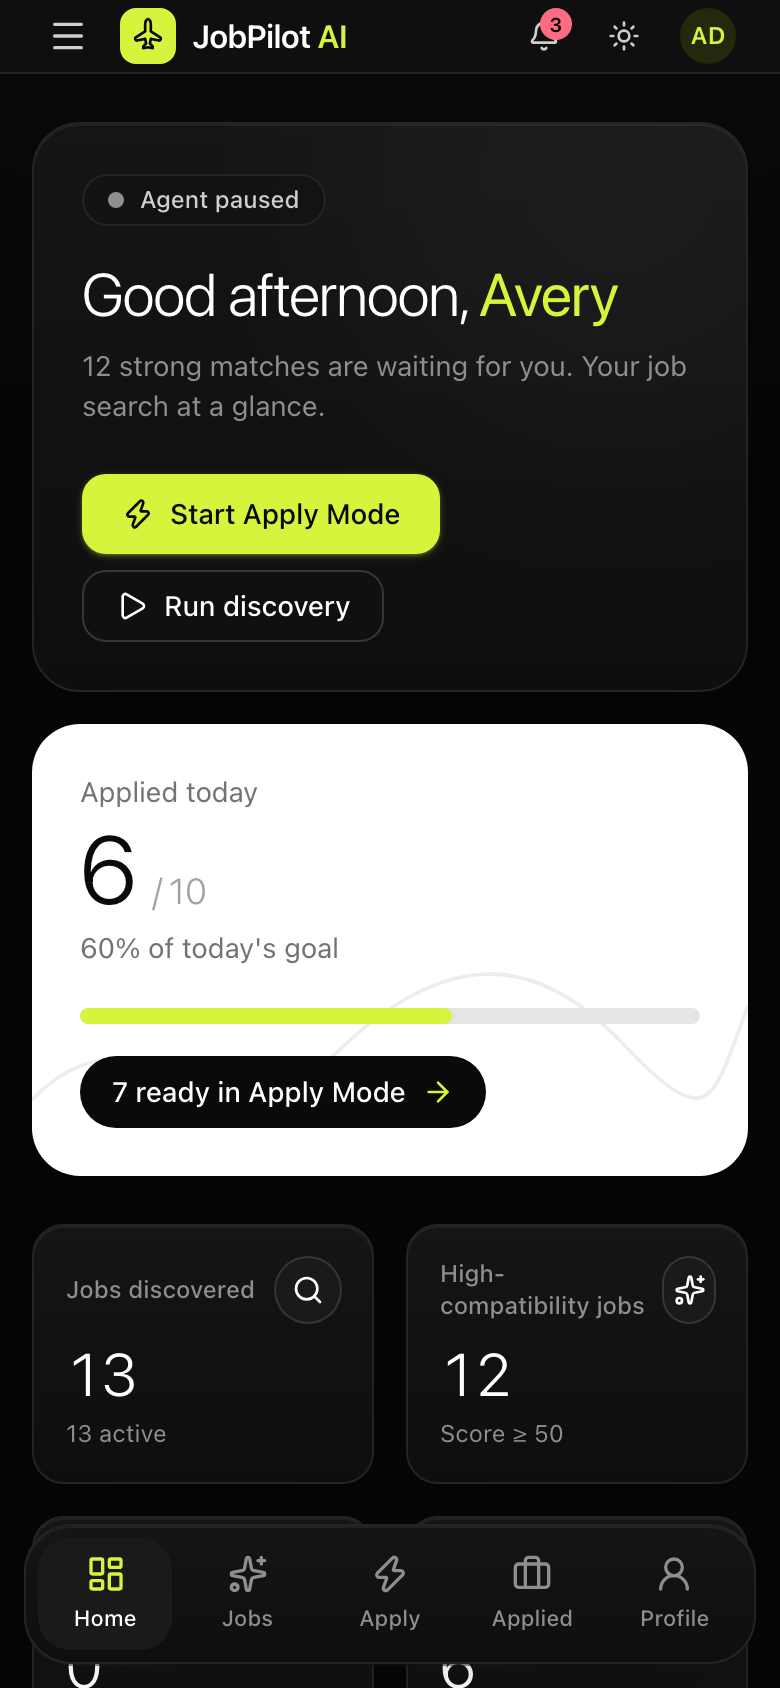 JobPilot AI
3
AD
Agent paused
Good afternoon, Avery
12 strong matches are waiting for you. Your job
search at a glance.
Start Apply Mode
Run discovery
Applied today
6 / 10
60% of today's goal
7 ready in Apply Mode
Jobs discovered
13
13 active
High-
compatibility jobs
12
Score ≥ 50
Home
Jobs
Apply
Applied
Profile
0
6